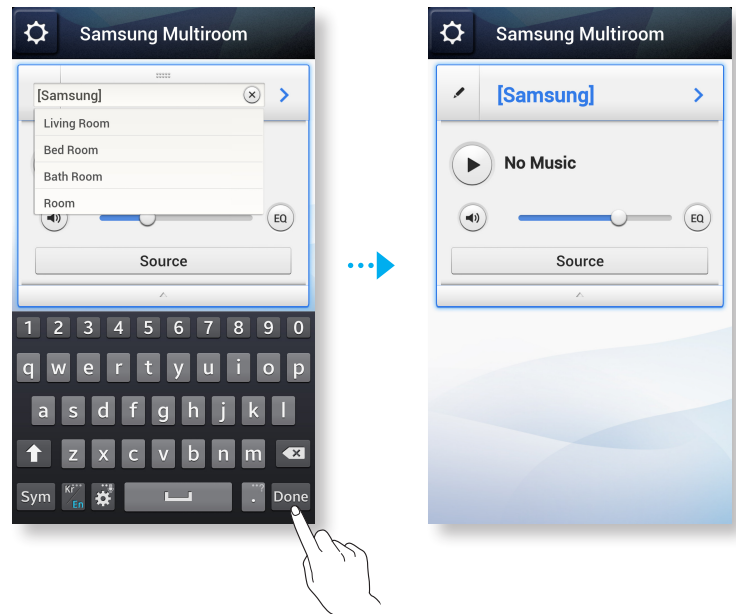 Samsung Multiroom
[Samsung]
Living Room
Bed Room
Bath Room
Room
EQ
Source
1 2 3 4 5 6 7 8 9 0
q w e r t y u i o p
a s d f g h j k l
z x c v b n m
Sym En . Done
Samsung Multiroom
[Samsung]
No Music
EQ
Source